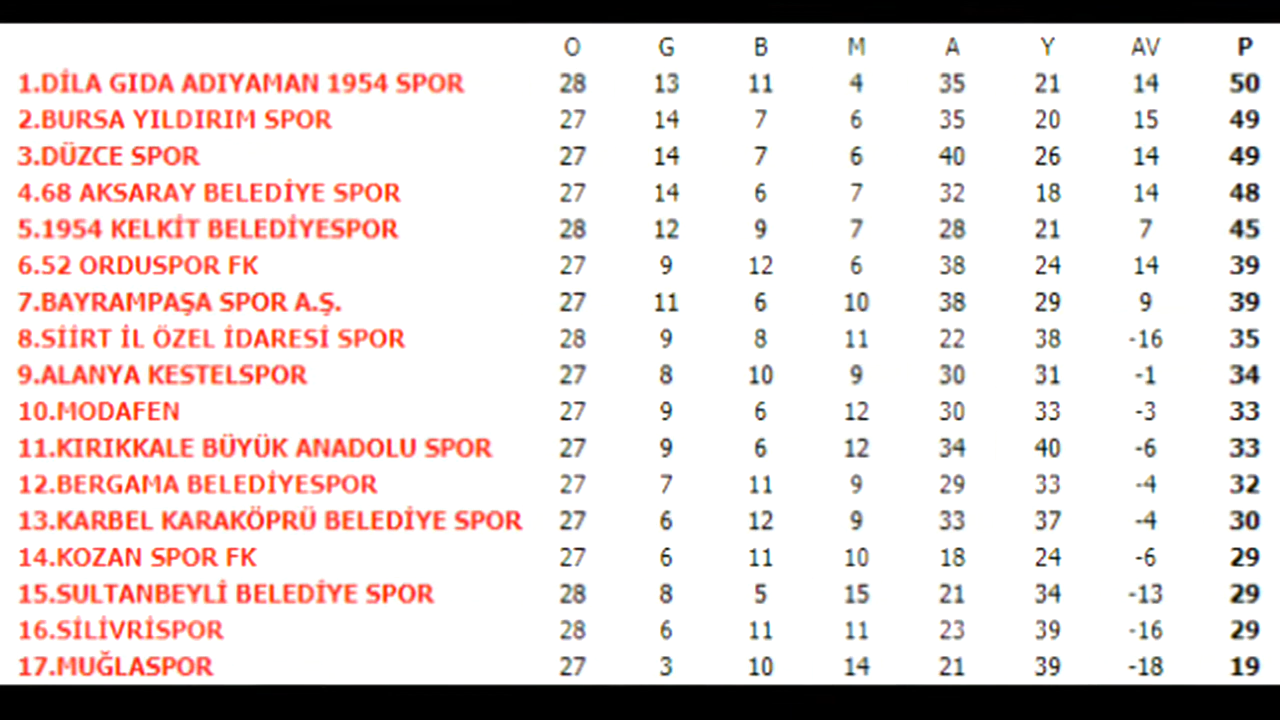 O G B M A Y AV P
1.DİLA GIDA ADIYAMAN 1954 SPOR 28 13 11 4 35 21 14 50
2.BURSA YILDIRIM SPOR 27 14 7 6 35 20 15 49
3.DÜZCE SPOR 27 14 7 6 40 26 14 49
4.68 AKSARAY BELEDİYE SPOR 27 14 6 7 32 18 14 48
5.1954 KELKİT BELEDİYESPOR 28 12 9 7 28 21 7 45
6.52 ORDUSPOR FK 27 9 12 6 38 24 14 39
7.BAYRAMPAŞA SPOR A.Ş. 27 11 6 10 38 29 9 39
8.SİİRT İL ÖZEL İDARESİ SPOR 28 9 8 11 22 38 -16 35
9.ALANYA KESTELSPOR 27 8 10 9 30 31 -1 34
10.MODAFEN 27 9 6 12 30 33 -3 33
11.KIRIKKALE BÜYÜK ANADOLU SPOR 27 9 6 12 34 40 -6 33
12.BERGAMA BELEDİYESPOR 27 7 11 9 29 33 -4 32
13.KARBEL KARAKÖPRÜ BELEDİYE SPOR 27 6 12 9 33 37 -4 30
14.KOZAN SPOR FK 27 6 11 10 18 24 -6 29
15.SULTANBEYLİ BELEDİYE SPOR 28 8 5 15 21 34 -13 29
16.SİLİVRİSPOR 28 6 11 11 23 39 -16 29
17.MUĞLASPOR 27 3 10 14 21 39 -18 19